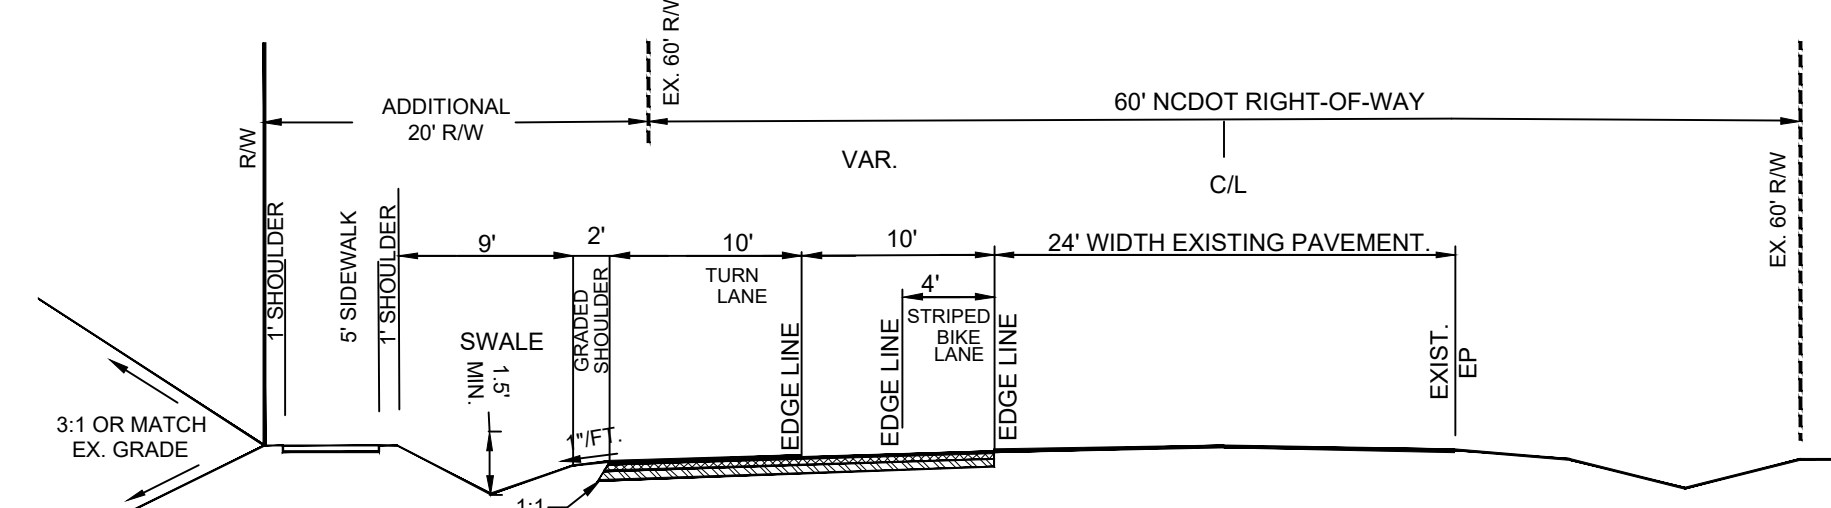 EX. 60' R/W
ADDITIONAL
20' R/W
60' NCDOT RIGHT-OF-WAY
R/W
VAR.
C/L
EX. 60' R/W
1' SHOULDER
5' SIDEWALK
1' SHOULDER
9'
2'
10'
10'
24' WIDTH EXISTING PAVEMENT.
TURN
LANE
4'
GRADED
SHOULDER
STRIPED
BIKE
LANE
SWALE
1.5'
MIN.
EDGE LINE
EDGE LINE
EDGE LINE
EXIST.
EP
3:1 OR MATCH
EX. GRADE
1"/FT.
1:1